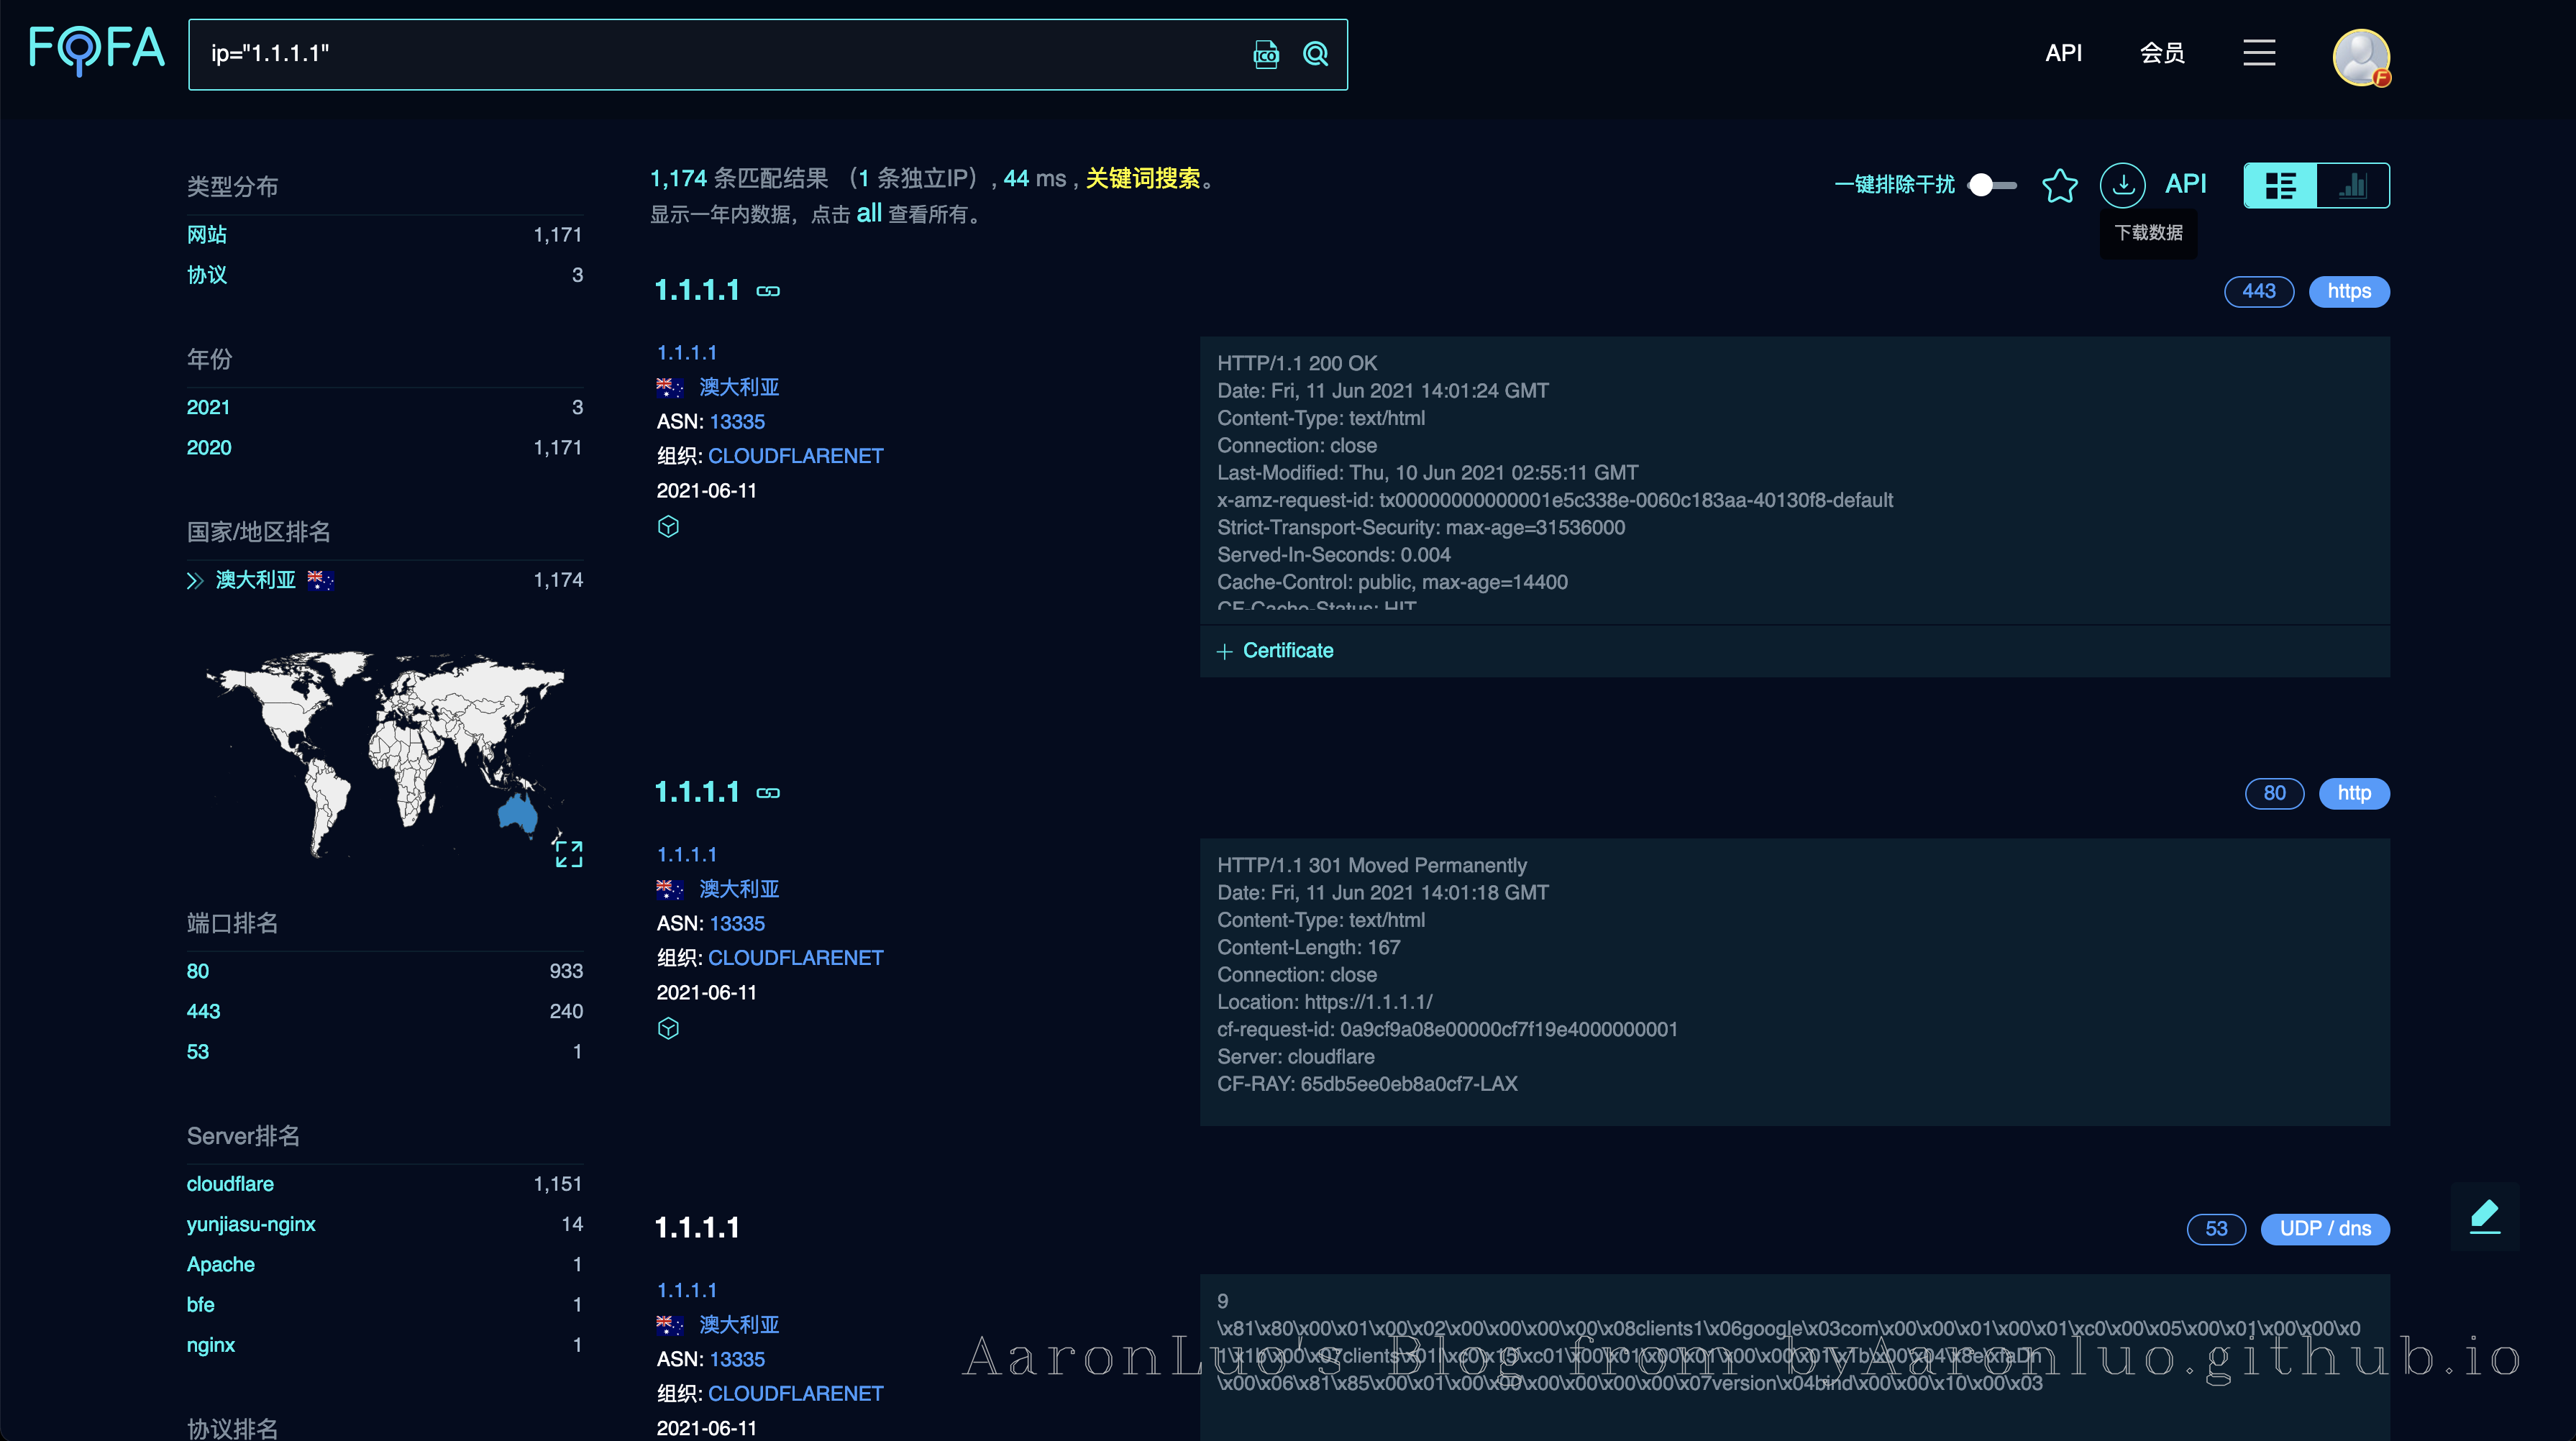 FOFA
ip="1.1.1.1"
ICO
API
会员
F
类型分布
网站 1,171
协议 3
年份
2021 3
2020 1,171
国家/地区排名
澳大利亚 1,174
端口排名
80 933
443 240
53 1
Server排名
cloudflare 1,151
yunjiasu-nginx 14
Apache 1
bfe 1
nginx 1
协议排名
1,174 条匹配结果 （1 条独立IP）, 44 ms , 关键词搜索。
显示一年内数据，点击 all 查看所有。
一键排除干扰
API
下载数据
1.1.1.1
443 https
1.1.1.1
澳大利亚
ASN: 13335
组织: CLOUDFLARENET
2021-06-11
HTTP/1.1 200 OK
Date: Fri, 11 Jun 2021 14:01:24 GMT
Content-Type: text/html
Connection: close
Last-Modified: Thu, 10 Jun 2021 02:55:11 GMT
x-amz-request-id: tx00000000000001e5c338e-0060c183aa-40130f8-default
Strict-Transport-Security: max-age=31536000
Served-In-Seconds: 0.004
Cache-Control: public, max-age=14400
CF-Cache-Status: HIT
+ Certificate
1.1.1.1
80 http
1.1.1.1
澳大利亚
ASN: 13335
组织: CLOUDFLARENET
2021-06-11
HTTP/1.1 301 Moved Permanently
Date: Fri, 11 Jun 2021 14:01:18 GMT
Content-Type: text/html
Content-Length: 167
Connection: close
Location: https://1.1.1.1/
cf-request-id: 0a9cf9a08e00000cf7f19e4000000001
Server: cloudflare
CF-RAY: 65db5ee0eb8a0cf7-LAX
1.1.1.1
53 UDP / dns
1.1.1.1
澳大利亚
ASN: 13335
组织: CLOUDFLARENET
2021-06-11
9
\x81\x80\x00\x01\x00\x02\x00\x00\x00\x00\x08clients1\x06google\x03com\x00\x00\x01\x00\x01\xc0\x00\x05\x00\x01\x00\x00\x0
\x00\x06\x81\x85\x00\x01\x00\x00\x00\x00\x00\x00\x07version\x04bind\x00\x00\x10\x00\x03
AaronLuo's Blog from byAaronluo.github.io